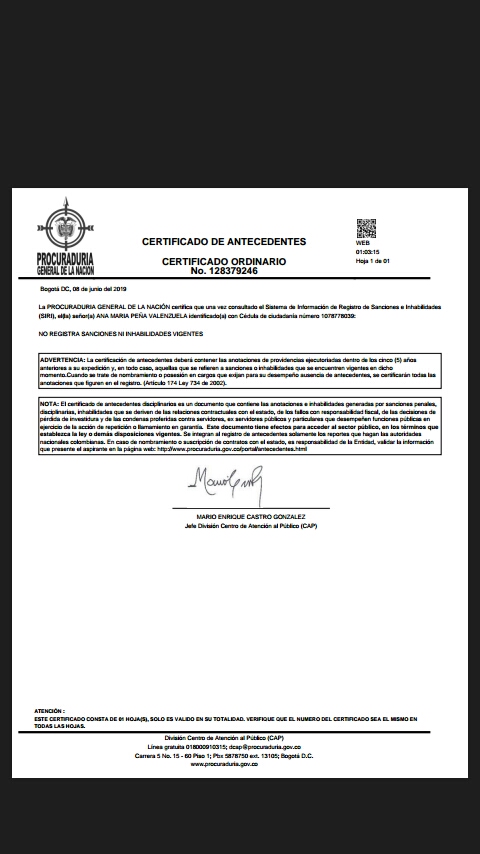 PROCURADURIA
GENERAL DE LA NACION
CERTIFICADO DE ANTECEDENTES
CERTIFICADO ORDINARIO
No. 128379246
WEB
01:03:15
Hoja 1 de 01
Bogotá DC, 08 de junio del 2019
La PROCURADURIA GENERAL DE LA NACIÓN certifica que una vez consultado el Sistema de Información de Registro de Sanciones e Inhabilidades
(SIRI), el(la) señor(a) ANA MARIA PEÑA VALENZUELA identificado(a) con Cédula de ciudadanía número 1078778039:
NO REGISTRA SANCIONES NI INHABILIDADES VIGENTES
ADVERTENCIA: La certificación de antecedentes deberá contener las anotaciones de providencias ejecutoriadas dentro de los cinco (5) años
anteriores a su expedición y, en todo caso, aquellas que se refieren a sanciones o inhabilidades que se encuentren vigentes en dicho
momento.Cuando se trate de nombramiento o posesión en cargos que exijan para su desempeño ausencia de antecedentes, se certificarán todas las
anotaciones que figuren en el registro. (Artículo 174 Ley 734 de 2002).
NOTA: El certificado de antecedentes disciplinarios es un documento que contiene las anotaciones e inhabilidades generadas por sanciones penales,
disciplinarias, inhabilidades que se deriven de las relaciones contractuales con el estado, de los fallos con responsabilidad fiscal, de las decisiones de
pérdida de investidura y de las condenas proferidas contra servidores, ex servidores públicos y particulares que desempeñen funciones públicas en
ejercicio de la acción de repetición o llamamiento en garantía. Este documento tiene efectos para acceder al sector público, en los términos que
establezca la ley o demás disposiciones vigentes. Se integran al registro de antecedentes solamente los reportes que hagan las autoridades
nacionales colombianas. En caso de nombramiento o suscripción de contratos con el estado, es responsabilidad de la Entidad, validar la información
que presente el aspirante en la página web: http://www.procuraduria.gov.co/portal/antecedentes.html
MARIO ENRIQUE CASTRO GONZALEZ
Jefe División Centro de Atención al Público (CAP)
ATENCIÓN :
ESTE CERTIFICADO CONSTA DE 01 HOJA(S), SOLO ES VALIDO EN SU TOTALIDAD. VERIFIQUE QUE EL NUMERO DEL CERTIFICADO SEA EL MISMO EN
TODAS LAS HOJAS.
División Centro de Atención al Público (CAP)
Línea gratuita 018000910315; dcap@procuraduria.gov.co
Carrera 5 No. 15 - 60 Piso 1; Pbx 5878750 ext. 13105; Bogotá D.C.
www.procuraduria.gov.co